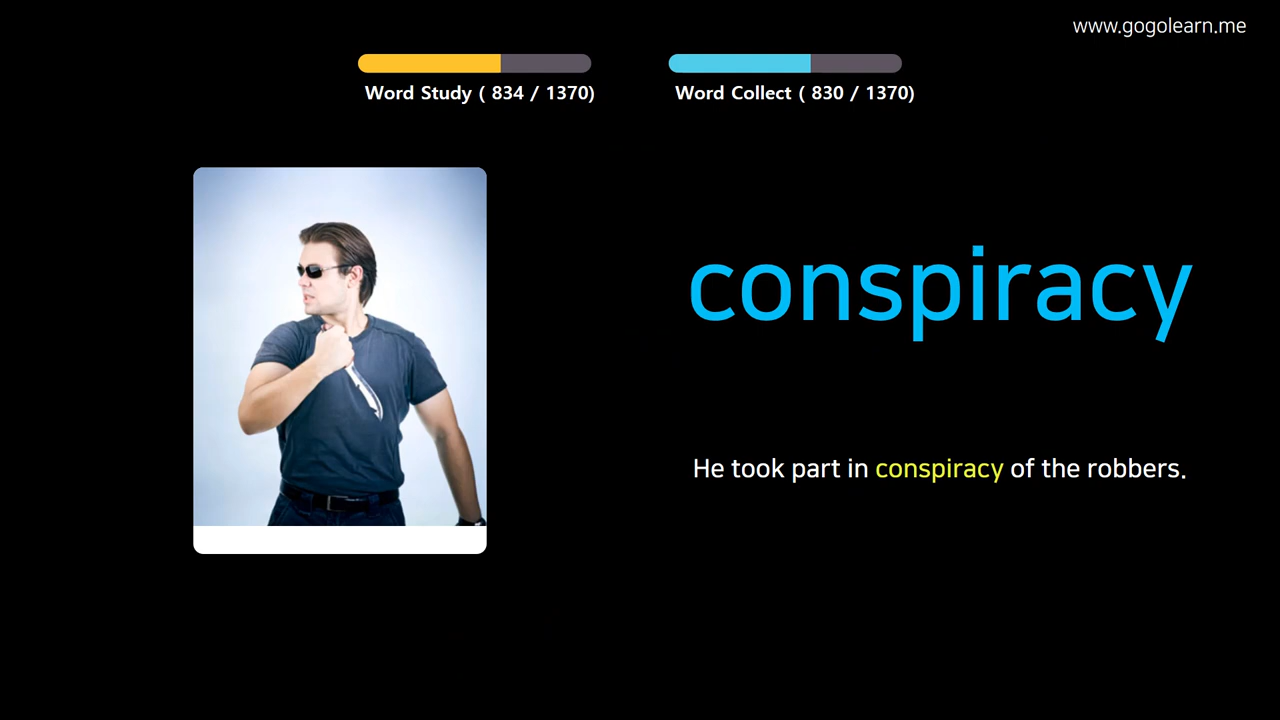 www.gogolearn.me
Word Study ( 834 / 1370)
Word Collect ( 830 / 1370)
conspiracy
He took part in conspiracy of the robbers.